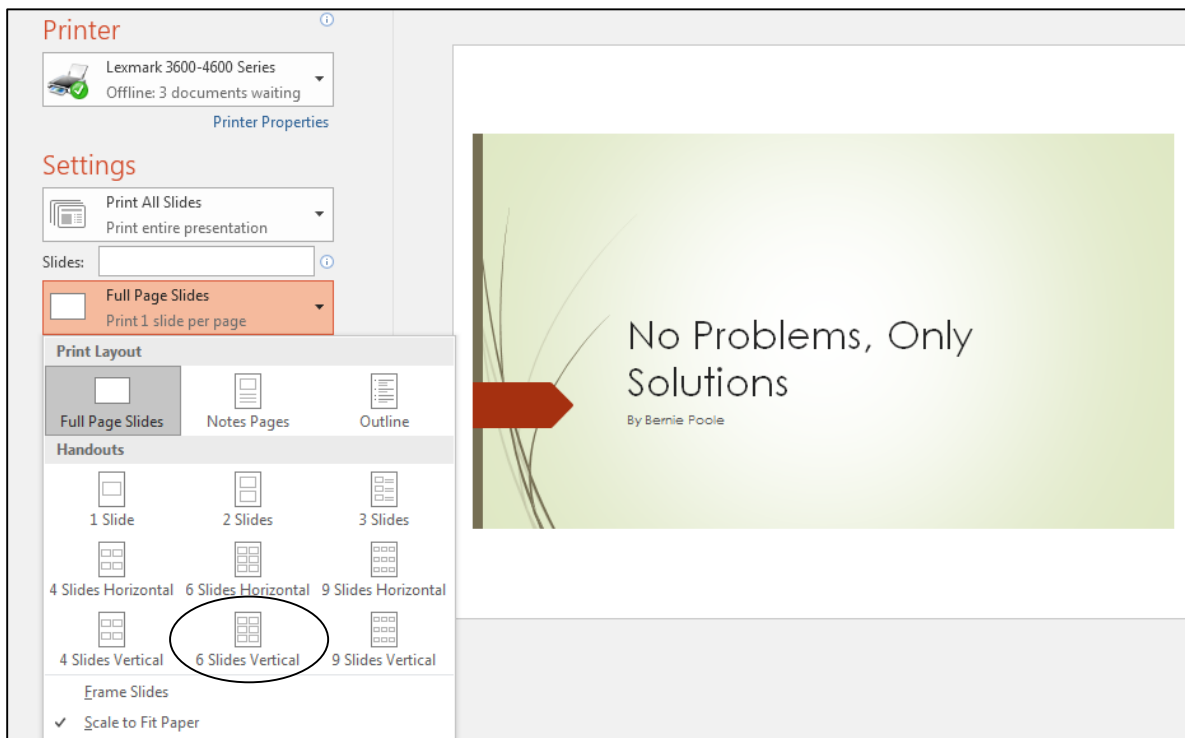 Printer
Lexmark 3600-4600 Series
Offline: 3 documents waiting
Printer Properties
Settings
Print All Slides
Print entire presentation
Slides:
Full Page Slides
Print 1 slide per page
Print Layout
Full Page Slides Notes Pages Outline
Handouts
1 Slide 2 Slides 3 Slides
4 Slides Horizontal 6 Slides Horizontal 9 Slides Horizontal
4 Slides Vertical 6 Slides Vertical 9 Slides Vertical
Frame Slides
Scale to Fit Paper
No Problems, Only
Solutions
By Bernie Poole